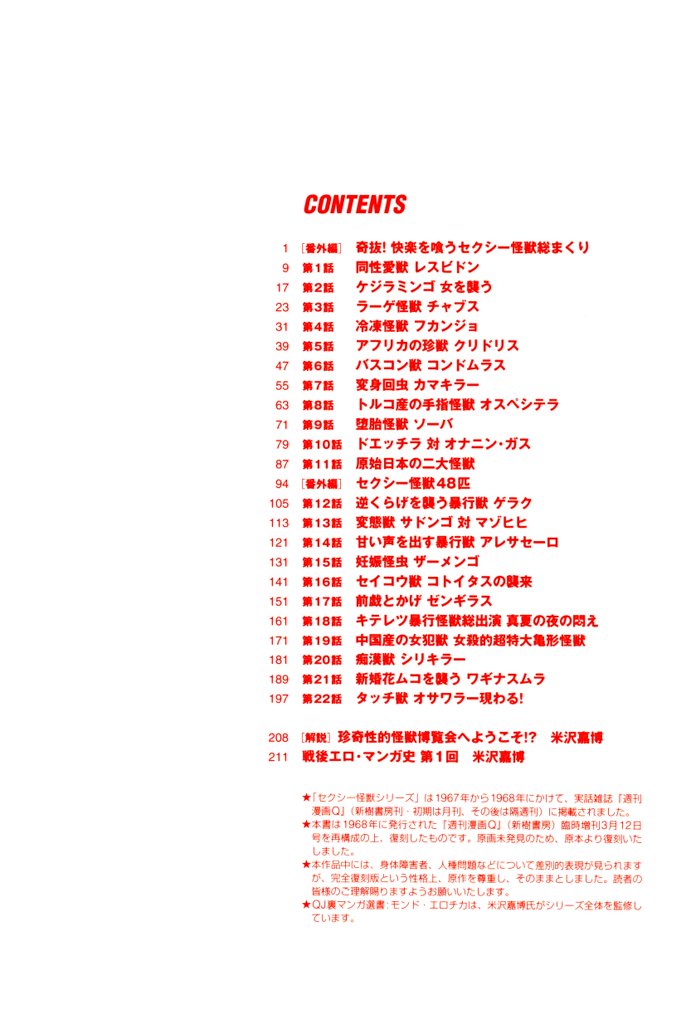 CONTENTS
1 [番外編] 奇抜! 快楽を喰うセクシー怪獣総まくり
9 第1話 同性愛獣 レスビドン
17 第2話 ケジラミンゴ 女を襲う
23 第3話 ラーゲ怪獣 チャブス
31 第4話 冷凍怪獣 フカンジョ
39 第5話 アフリカの珍獣 クリドリス
47 第6話 バスコン獣 コンドムラス
55 第7話 変身回虫 カマキラー
63 第8話 トルコ産の手指怪獣 オスペシテラ
71 第9話 堕胎怪獣 ソーバ
79 第10話 ドエッチラ 対 オナニン・ガス
87 第11話 原始日本の二大怪獣
94 [番外編] セクシー怪獣48匹
105 第12話 逆くらげを襲う暴行獣 ゲラク
113 第13話 変態獣 サドンゴ 対 マゾヒヒ
121 第14話 甘い声を出す暴行獣 アレサセーロ
131 第15話 妊娠怪虫 ザーメンゴ
141 第16話 セイコウ獣 コトイタスの襲来
151 第17話 前戯とかげ ゼンギラス
161 第18話 キテレツ暴行怪獣総出演 真夏の夜の悶え
171 第19話 中国産の女犯獣 女殺的超特大亀形怪獣
181 第20話 痴漢獣 シリキラー
189 第21話 新婚花ムコを襲う ワギナスムラ
197 第22話 タッチ獣 オサワラー現わる!
208 [解説] 珍奇性的怪獣博覧会へようこそ!? 米沢嘉博
211 戦後エロ・マンガ史 第1回 米沢嘉博
★「セクシー怪獣シリーズ」は1967年から1968年にかけて、実話雑誌『週刊
漫画Q』(新樹書房刊・初期は月刊、その後は隔週刊)に掲載されました。
★本書は1968年に発行された『週刊漫画Q』(新樹書房)臨時増刊3月12日
号を再構成の上、復刻したものです。原画未発見のため、原本より復刻いた
しました。
★本作品中には、身体障害者、人種問題などについて差別的表現が見られます
が、完全復刻版という性格上、原作を尊重し、そのままとしました。読者の
皆様のご理解賜りますようお願いいたします。
★QJ裏マンガ選書:モンド・エロチカは、米沢嘉博氏がシリーズ全体を監修し
ています。